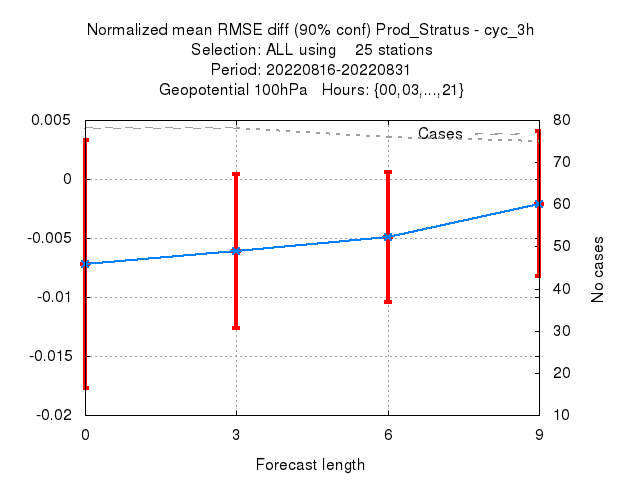 Normalized mean RMSE diff (90% conf) Prod_Stratus - cyc_3h
Selection: ALL using    25 stations
Period: 20220816-20220831
Geopotential 100hPa   Hours: {00,03,...,21}
0.005
0
-0.005
-0.01
-0.015
-0.02
Cases
80
70
60
50
40
30
20
10
No cases
0 3 6 9
Forecast length